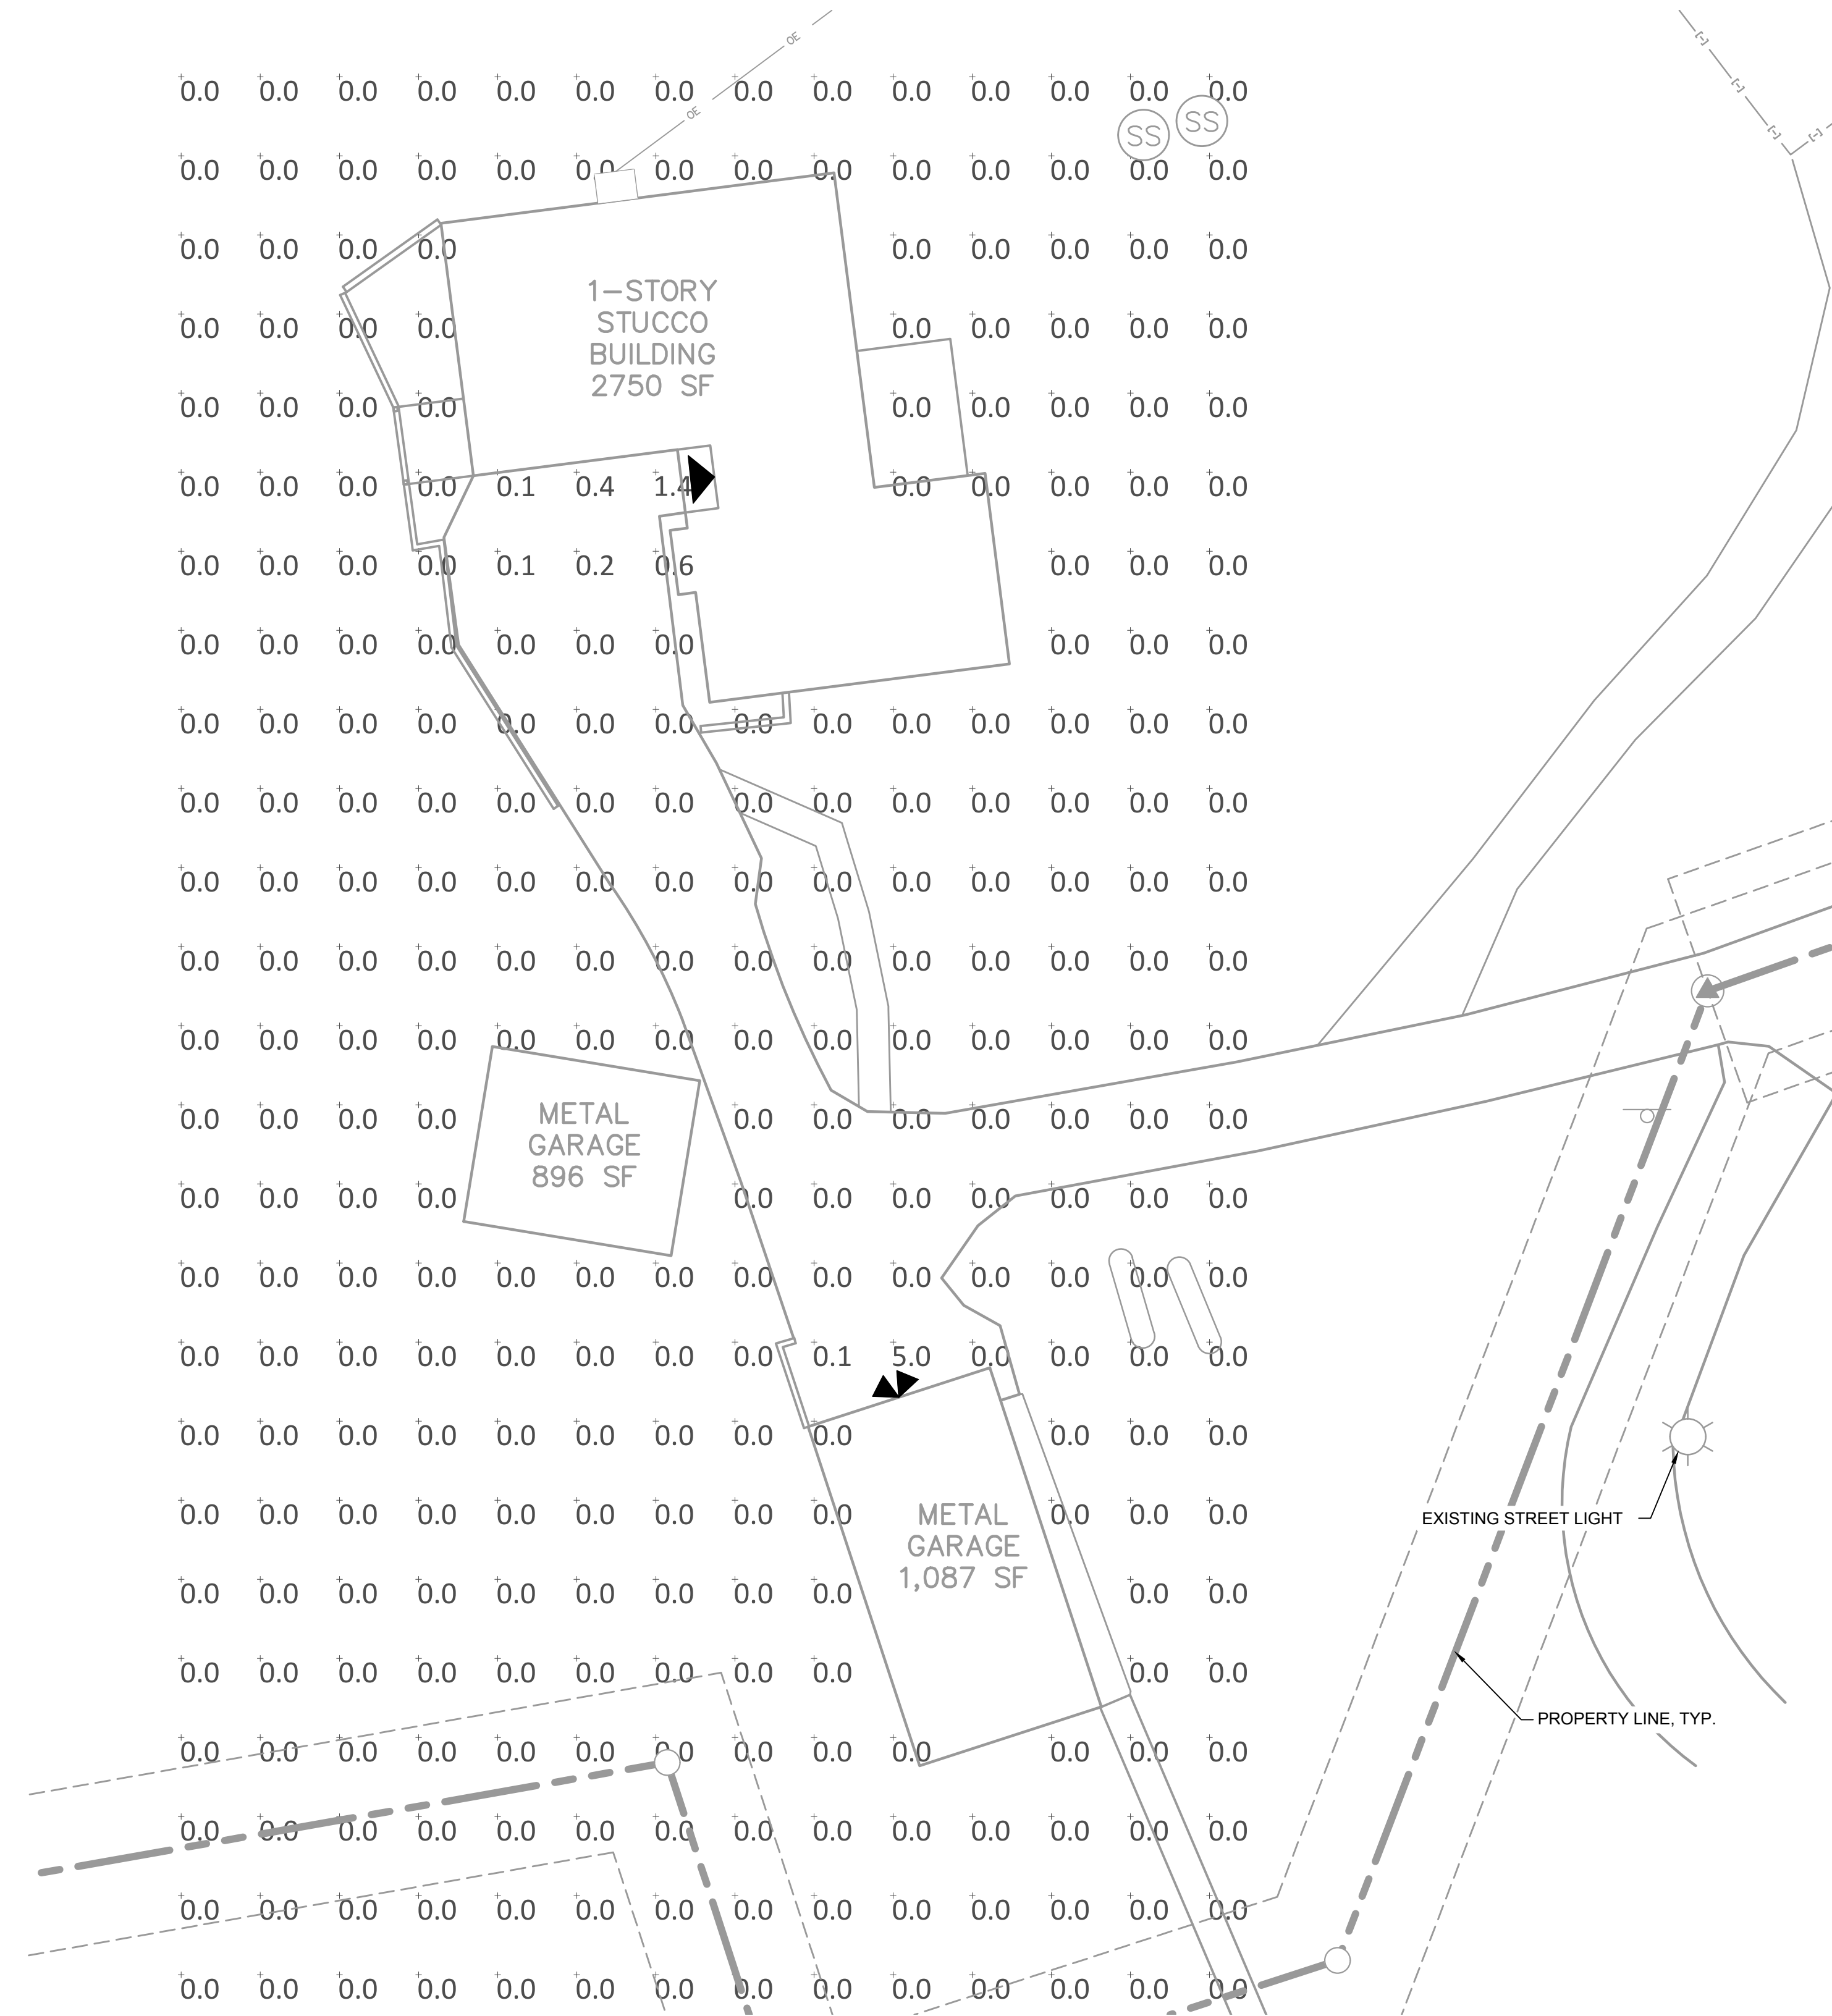 OE
0.0 0.0 0.0 0.0 0.0 0.0 0.0 0.0 0.0 0.0 0.0 0.0 0.0 0.0
OE
SS SS
0.0 0.0 0.0 0.0 0.0 0.0 0.0 0.0 0.0 0.0 0.0 0.0 0.0 0.0
0.0 0.0 0.0 0.0 0.0 0.0 0.0 0.0 0.0
1-STORY
STUCCO
BUILDING
2750 SF
0.0 0.0 0.0 0.0 0.0 0.0 0.0 0.0 0.0
0.0 0.0 0.0 0.0 0.0 0.0 0.0 0.0 0.0
0.0 0.0 0.0 0.0 0.1 0.4 1.4 0.0 0.0 0.0 0.0 0.0
0.0 0.0 0.0 0.0 0.1 0.2 0.6 0.0 0.0 0.0
0.0 0.0 0.0 0.0 0.0 0.0 0.0 0.0 0.0 0.0
0.0 0.0 0.0 0.0 0.0 0.0 0.0 0.0 0.0 0.0 0.0 0.0 0.0 0.0
0.0 0.0 0.0 0.0 0.0 0.0 0.0 0.0 0.0 0.0 0.0 0.0 0.0 0.0
0.0 0.0 0.0 0.0 0.0 0.0 0.0 0.0 0.0 0.0 0.0 0.0 0.0 0.0
0.0 0.0 0.0 0.0 0.0 0.0 0.0 0.0 0.0 0.0 0.0 0.0 0.0 0.0
0.0 0.0 0.0 0.0 0.0 0.0 0.0 0.0 0.0 0.0 0.0 0.0 0.0 0.0
0.0 0.0 0.0 0.0 0.0 0.0 0.0 0.0 0.0 0.0 0.0
METAL
GARAGE
896 SF
0.0 0.0 0.0 0.0 0.0 0.0 0.0 0.0 0.0 0.0 0.0
0.0 0.0 0.0 0.0 0.0 0.0 0.0 0.0 0.0 0.0 0.0 0.0 0.0 0.0
0.0 0.0 0.0 0.0 0.0 0.0 0.0 0.0 0.1 5.0 0.0 0.0 0.0 0.0
0.0 0.0 0.0 0.0 0.0 0.0 0.0 0.0 0.0 0.0 0.0 0.0
0.0 0.0 0.0 0.0 0.0 0.0 0.0 0.0 0.0 0.0 0.0 0.0
METAL
GARAGE
1,087 SF
EXISTING STREET LIGHT
0.0 0.0 0.0 0.0 0.0 0.0 0.0 0.0 0.0 0.0 0.0
0.0 0.0 0.0 0.0 0.0 0.0 0.0 0.0 0.0 0.0 0.0
PROPERTY LINE, TYP.
0.0 0.0 0.0 0.0 0.0 0.0 0.0 0.0 0.0 0.0 0.0 0.0 0.0
0.0 0.0 0.0 0.0 0.0 0.0 0.0 0.0 0.0 0.0 0.0 0.0 0.0 0.0
0.0 0.0 0.0 0.0 0.0 0.0 0.0 0.0 0.0 0.0 0.0 0.0 0.0 0.0
0.0 0.0 0.0 0.0 0.0 0.0 0.0 0.0 0.0 0.0 0.0 0.0 0.0 0.0